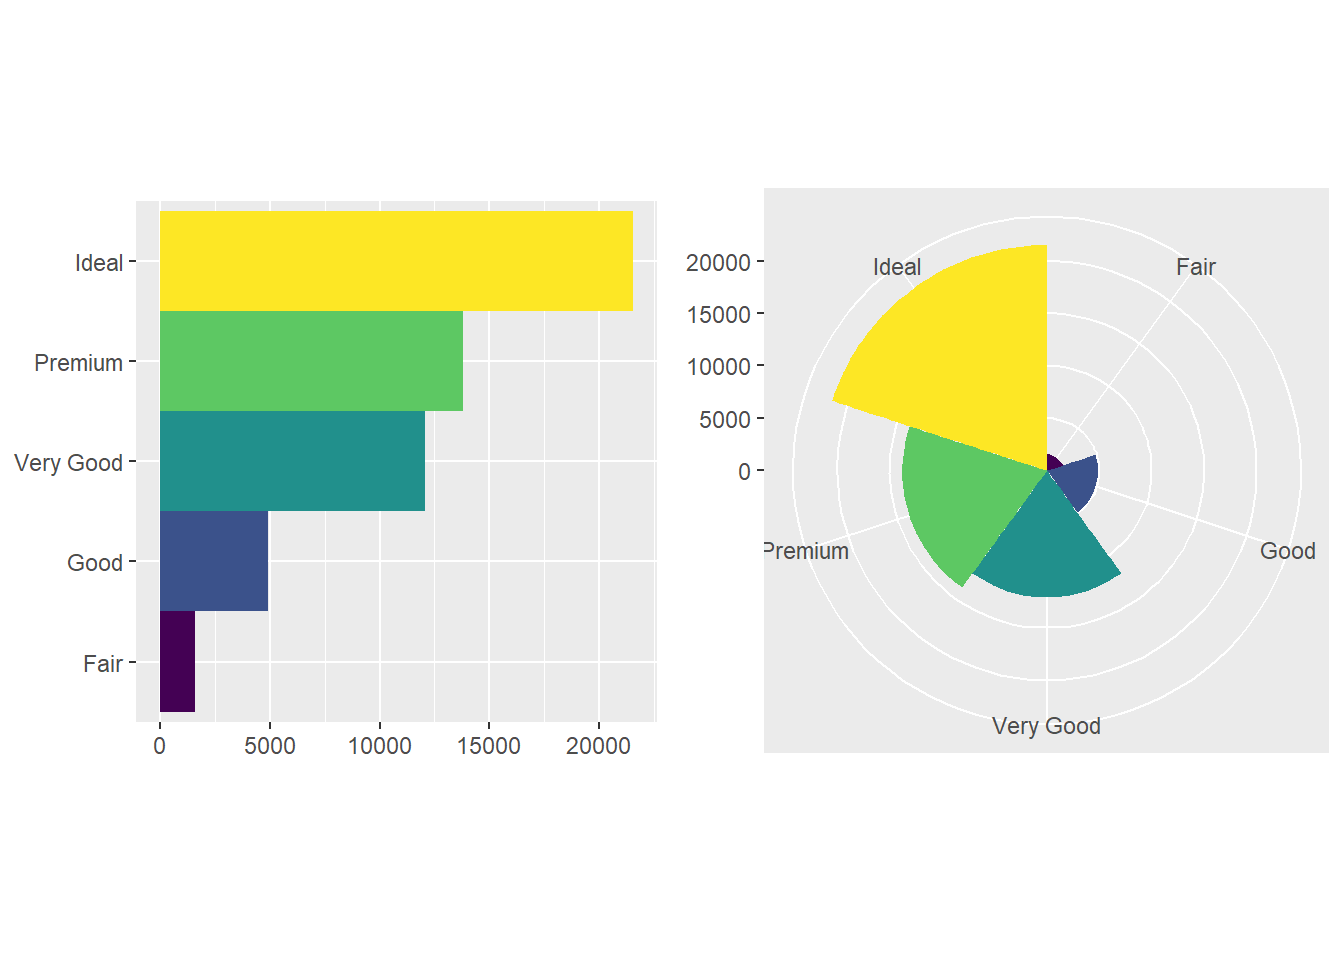 Ideal
Premium
Very Good
Good
Fair
0 5000 10000 15000 20000
20000
15000
10000
5000
0
Ideal Fair
Premium Good
Very Good